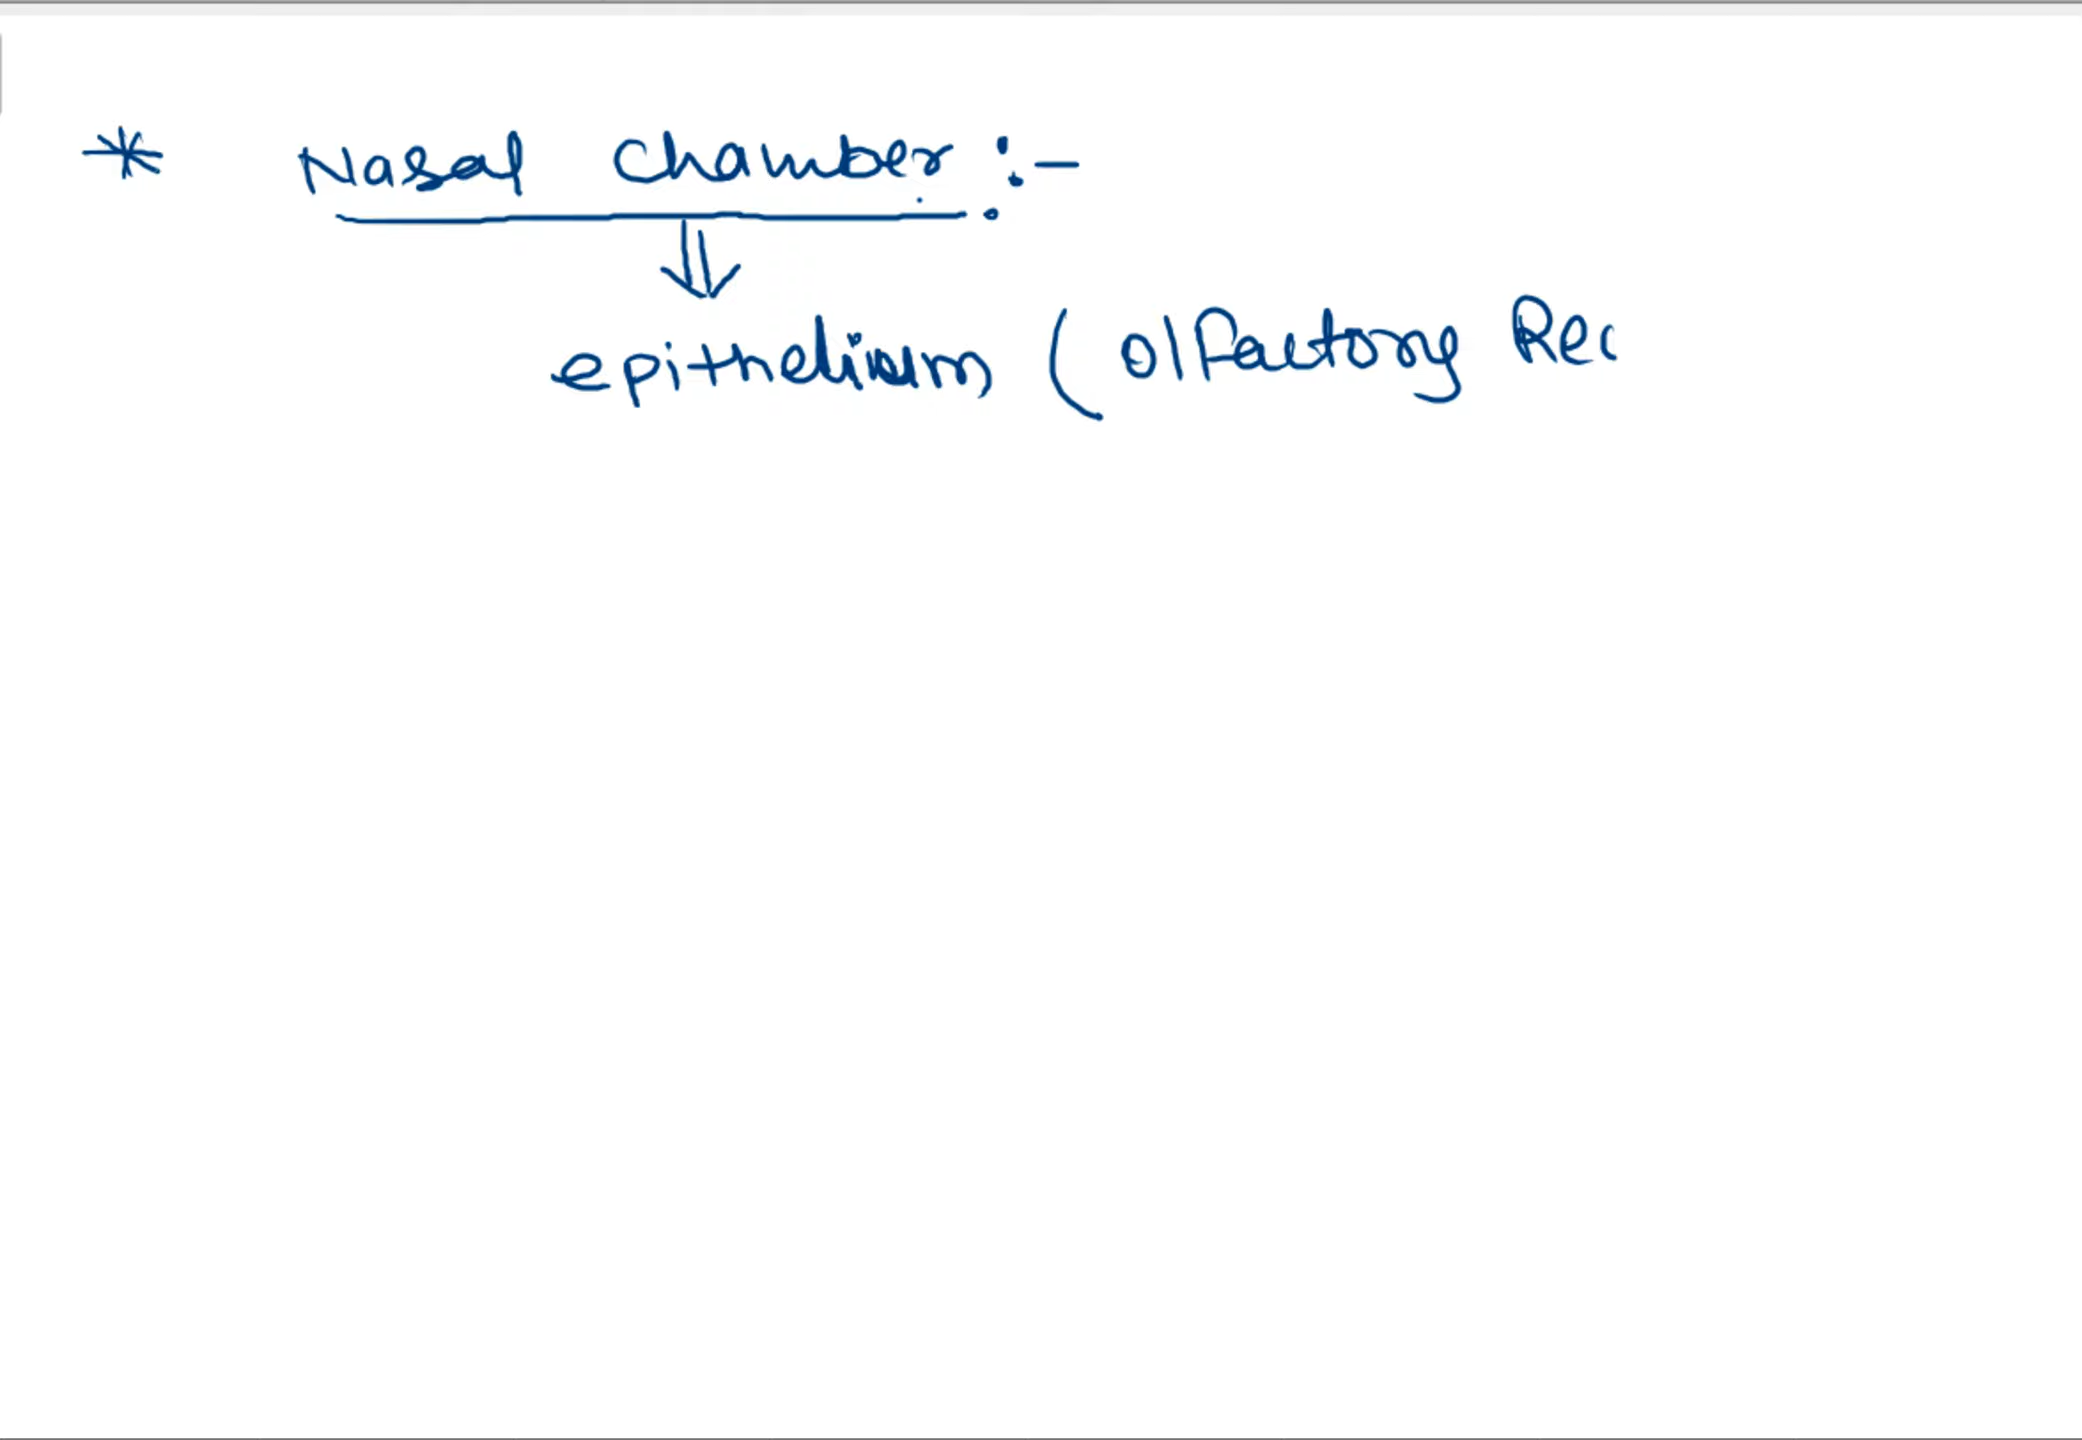 * Nasal chamber :-
⇓
epithelium ( olfactory Rec